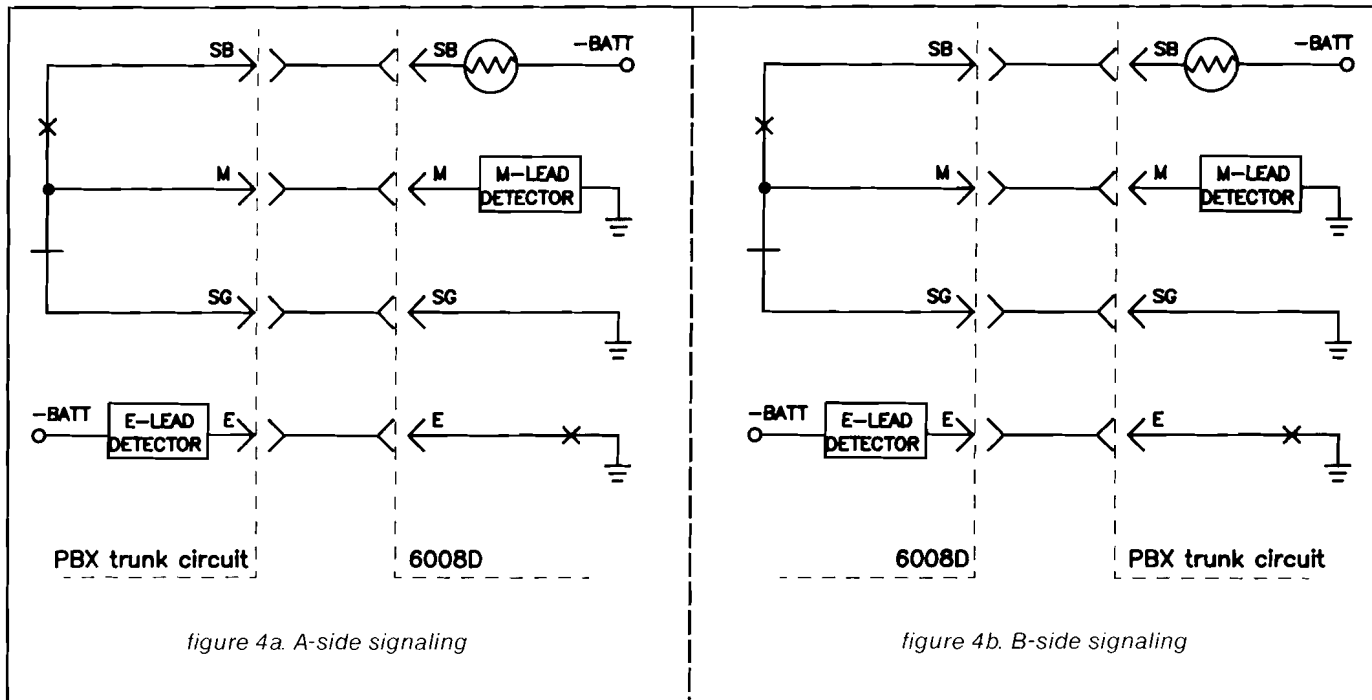 SB
SB
-BATT
M
M
M-LEAD
DETECTOR
SG
SG
-BATT
E-LEAD
DETECTOR
E
E
PBX trunk circuit
6008D
figure 4a. A-side signaling
SB
SB
-BATT
M
M
M-LEAD
DETECTOR
SG
SG
-BATT
E-LEAD
DETECTOR
E
E
6008D
PBX trunk circuit
figure 4b. B-side signaling